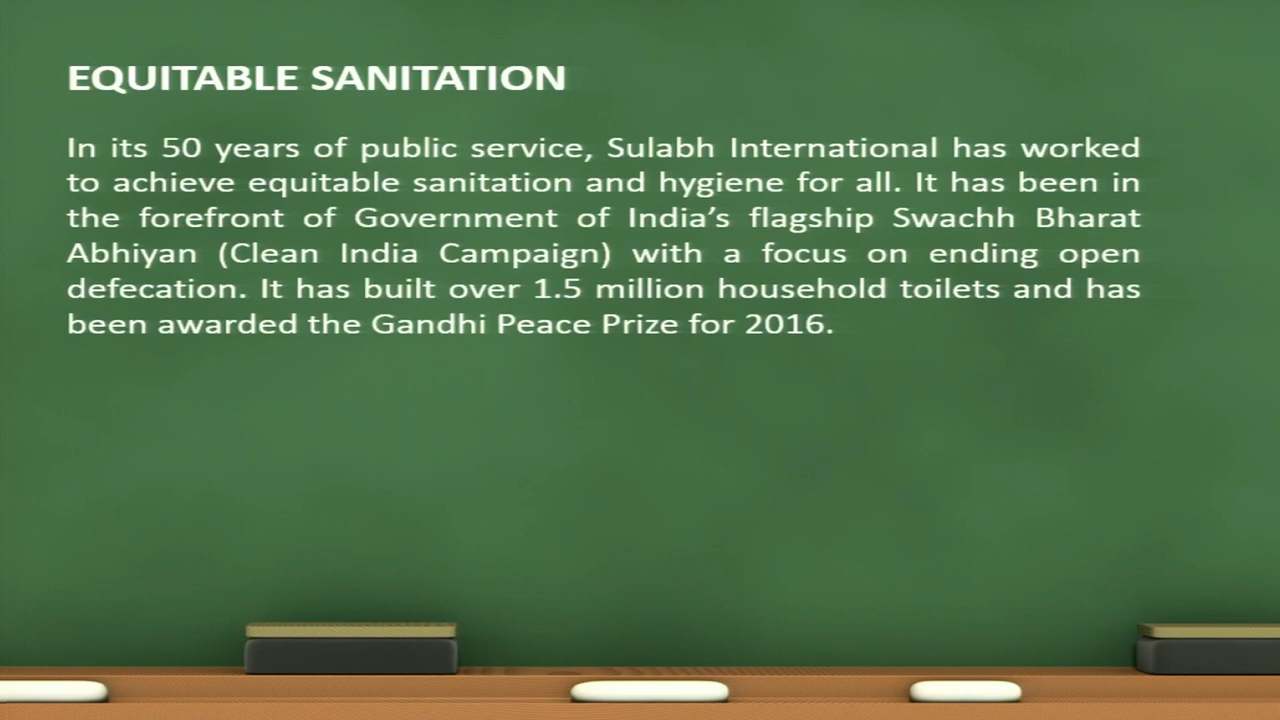 EQUITABLE SANITATION
In its 50 years of public service, Sulabh International has worked
to achieve equitable sanitation and hygiene for all. It has been in
the forefront of Government of India’s flagship Swachh Bharat
Abhiyan (Clean India Campaign) with a focus on ending open
defecation. It has built over 1.5 million household toilets and has
been awarded the Gandhi Peace Prize for 2016.